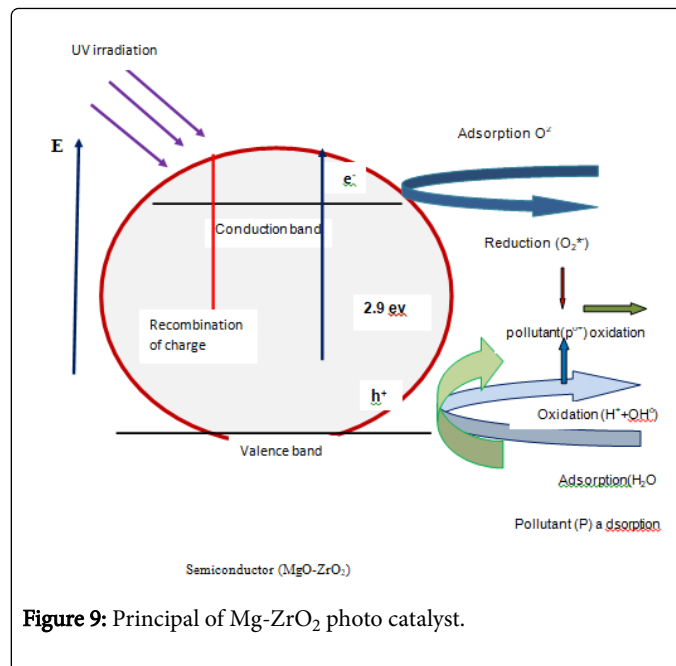 UV irradiation
E
Adsorption O²
e⁻
Conduction band
Reduction (O₂*⁻)
2.9 ev
Recombination
of charge
pollutant(p°⁺) oxidation
h⁺
Oxidation (H⁺+OH°)
Valence band
Adsorption(H₂O
Pollutant (P) a dsorption
Semiconductor (MgO-ZrO₂)
Figure 9: Principal of Mg-ZrO₂ photo catalyst.